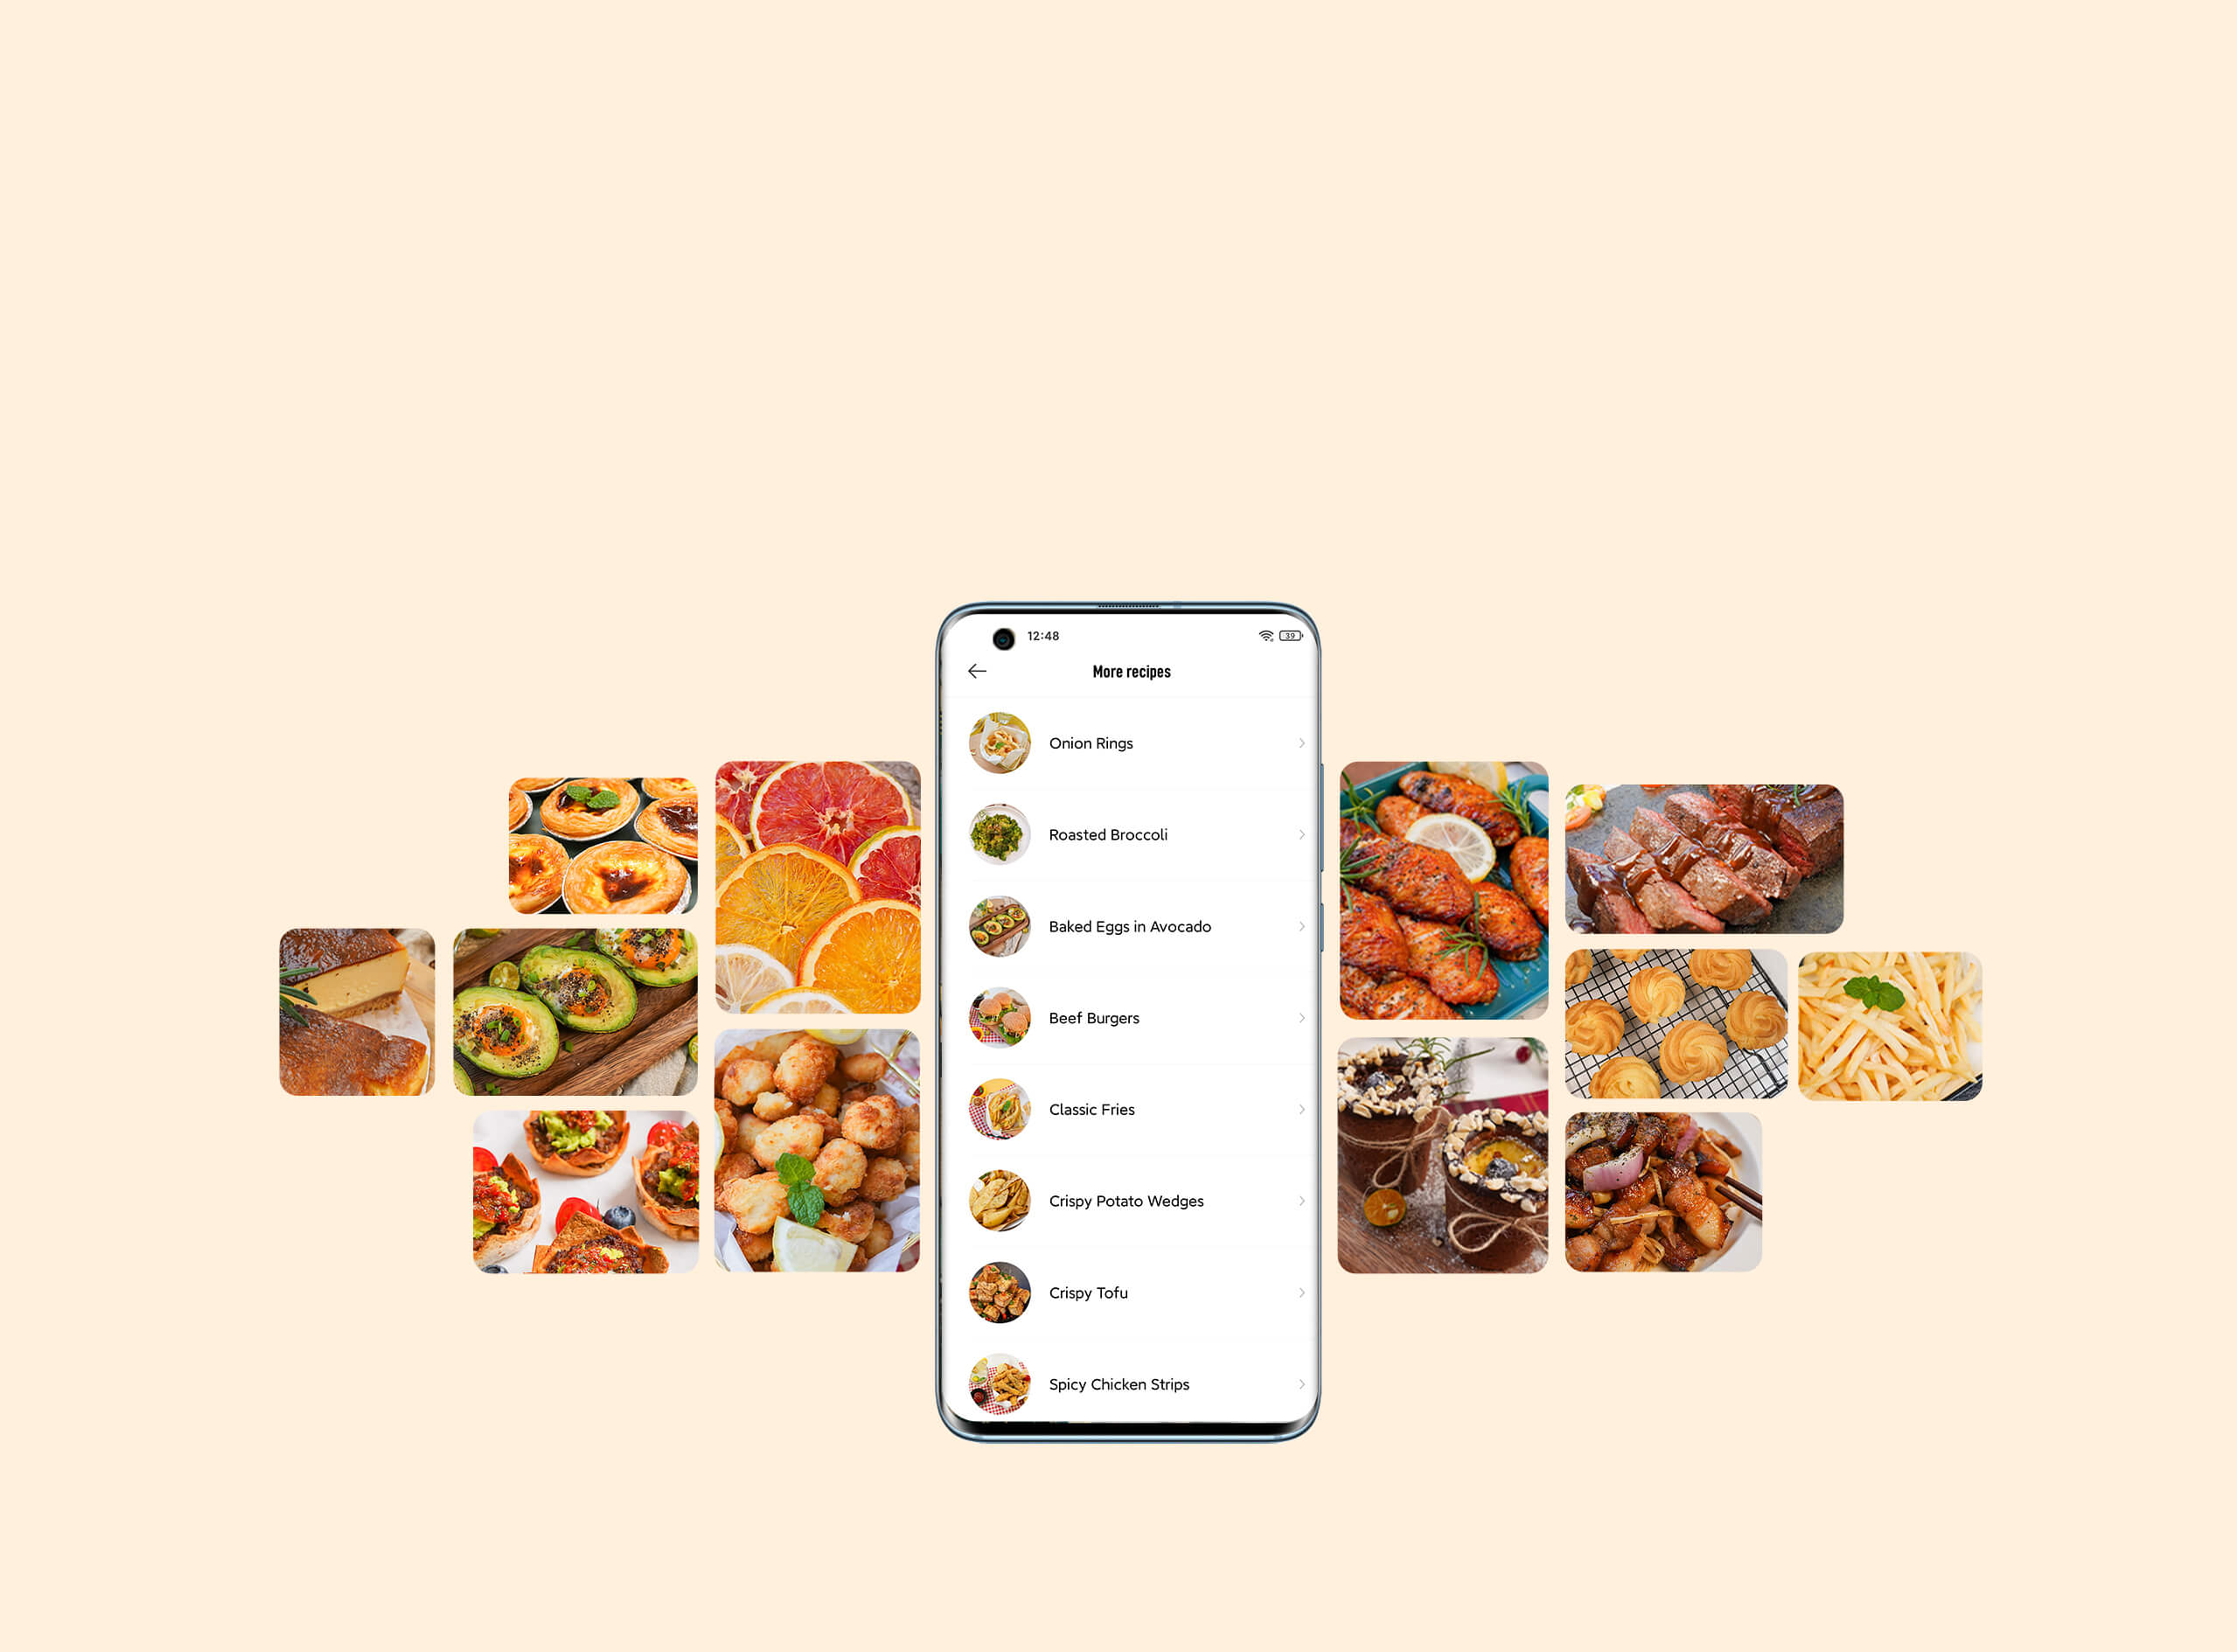 12:48
39
More recipes
Onion Rings
Roasted Broccoli
Baked Eggs in Avocado
Beef Burgers
Classic Fries
Crispy Potato Wedges
Crispy Tofu
Spicy Chicken Strips